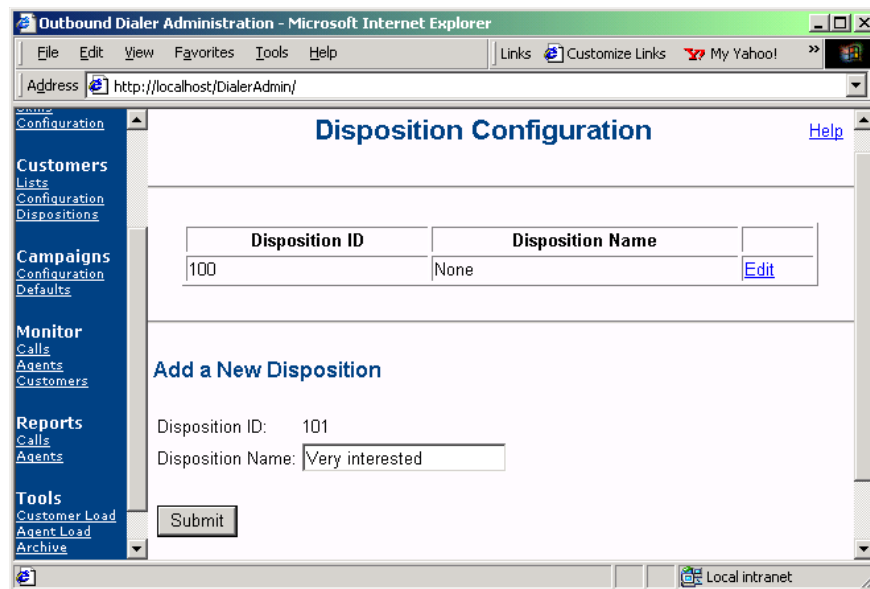 Outbound Dialer Administration - Microsoft Internet Explorer
File Edit View Favorites Tools Help Links Customize Links My Yahoo! »
Address http://localhost/DialerAdmin/
Configuration
Customers
Lists
Configuration
Dispositions
Campaigns
Configuration
Defaults
Monitor
Calls
Agents
Customers
Reports
Calls
Agents
Tools
Customer Load
Agent Load
Archive
Disposition Configuration
Help
Disposition ID Disposition Name
100 None Edit
Add a New Disposition
Disposition ID: 101
Disposition Name: Very interested
Submit
Local intranet